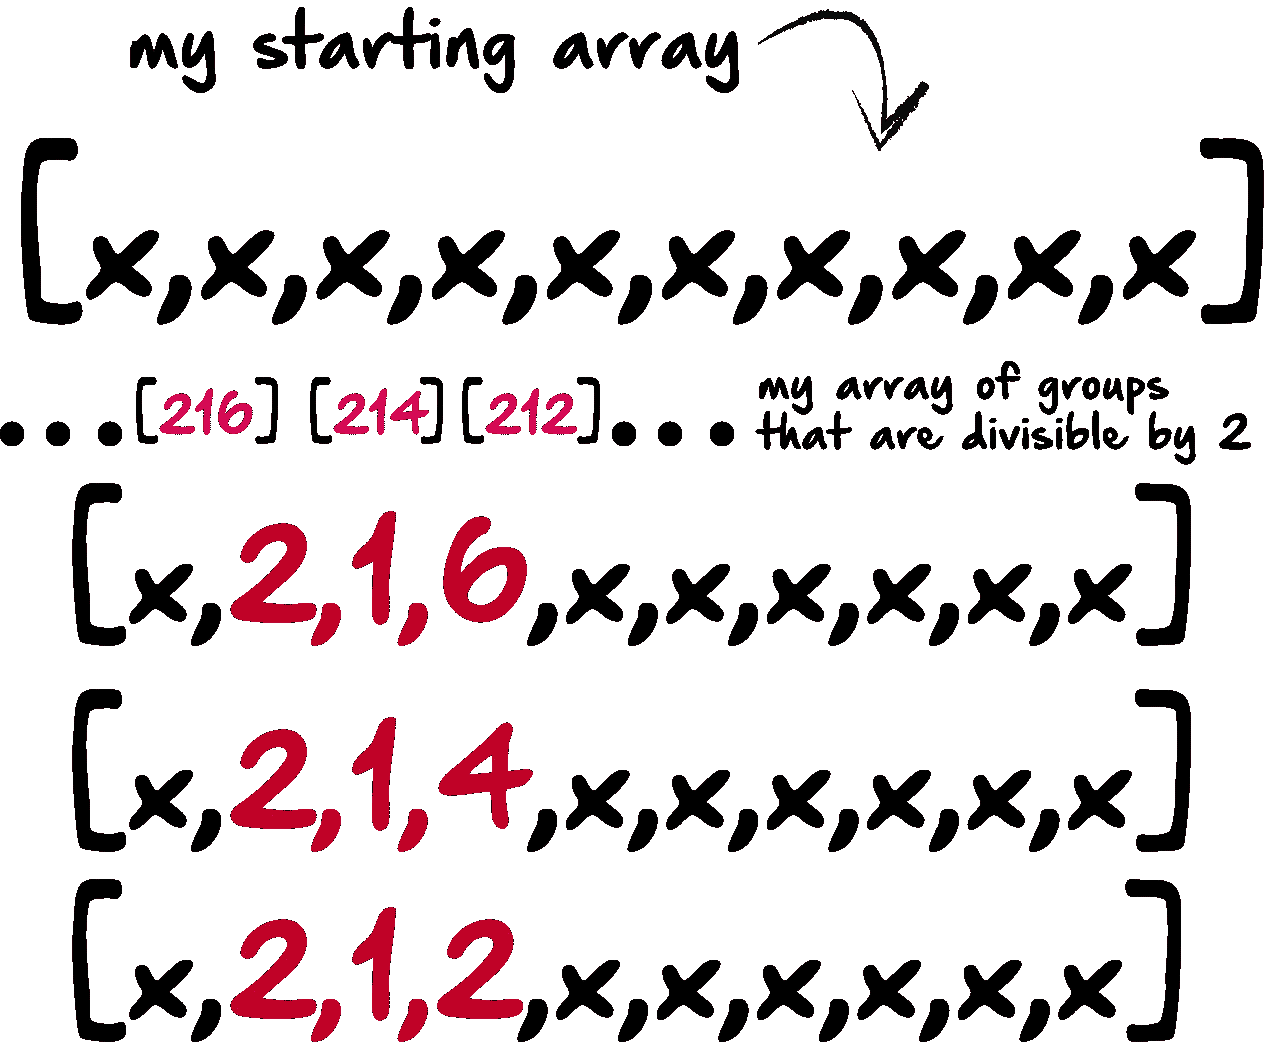 my starting array
[x,x,x,x,x,x,x,x,x,x]
...[216] [214] [212]... my array of groups
that are divisible by 2
[x,2,1,6,x,x,x,x,x,x]
[x,2,1,4,x,x,x,x,x,x]
[x,2,1,2,x,x,x,x,x,x]